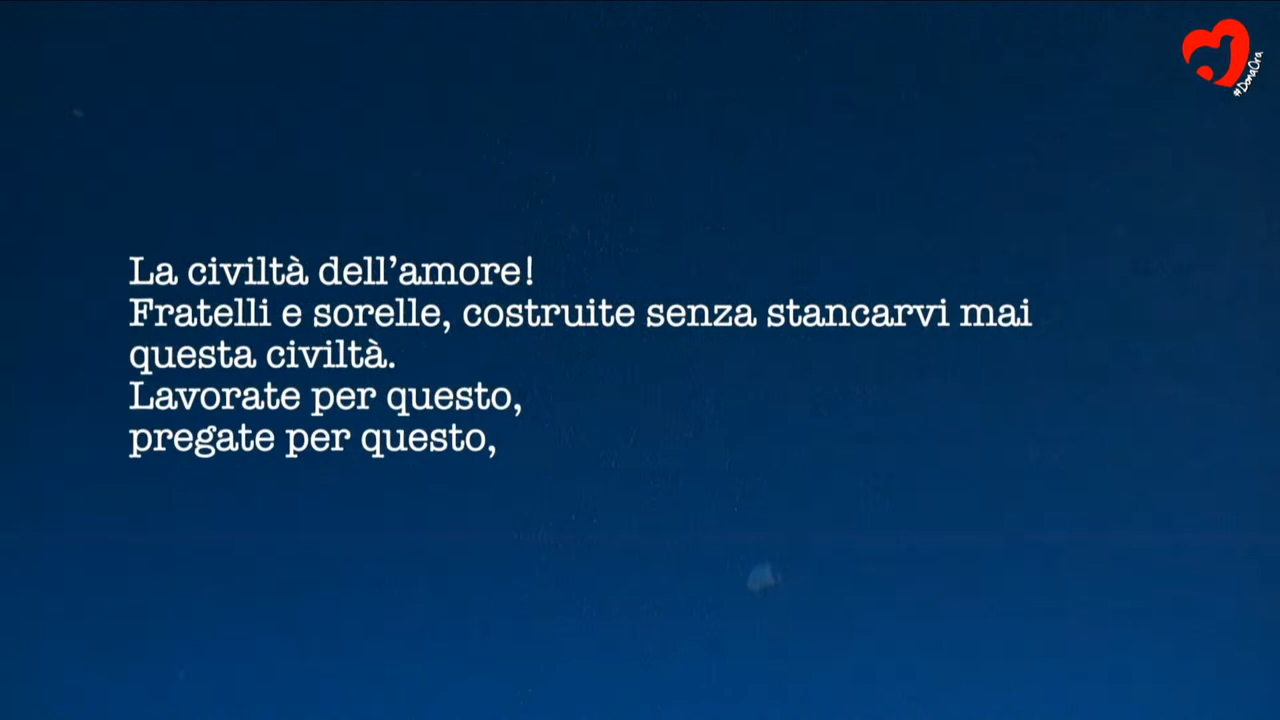 #DonaOra
La civiltà dell’amore!
Fratelli e sorelle, costruite senza stancarvi mai
questa civiltà.
Lavorate per questo,
pregate per questo,